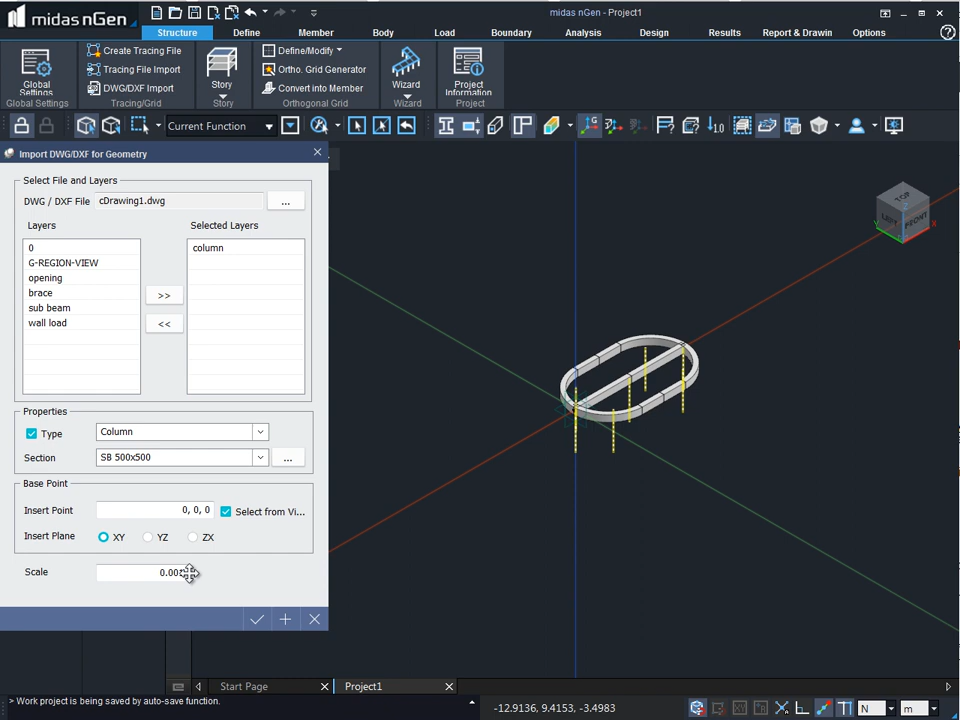 midas nGen
midas nGen - Project1
Structure Define Member Body Load Boundary Analysis Design Results Report & Drawin Options
Global Settings
Global Settings
Create Tracing File
Tracing File Import
DWG/DXF Import
Tracing/Grid
Story
Story
Define/Modify
Ortho. Grid Generator
Convert into Member
Orthogonal Grid
Wizard
Wizard
Project Information
Project
Current Function
1.0
Import DWG/DXF for Geometry
Select File and Layers
DWG / DXF File cDrawing1.dwg ...
Layers Selected Layers
0 column
G-REGION-VIEW
opening
brace
sub beam
wall load
>>
<<
Properties
Type Column
Section SB 500x500 ...
Base Point
Insert Point 0, 0, 0 Select from Vi...
Insert Plane XY YZ ZX
Scale
TOP
LEFT FRONT
Z
Y X
Start Page Project1
> Work project is being saved by auto-save function.
-12.9136, 9.4153, -3.4983
N m